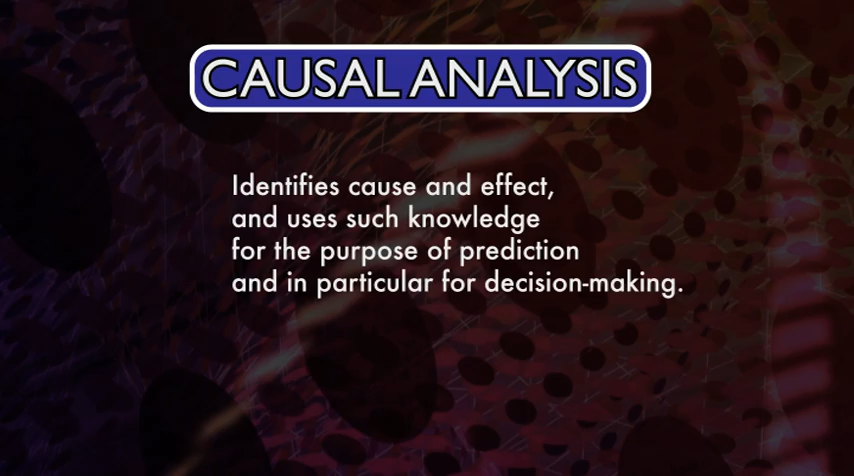 CAUSAL ANALYSIS
Identifies cause and effect,
and uses such knowledge
for the purpose of prediction
and in particular for decision-making.